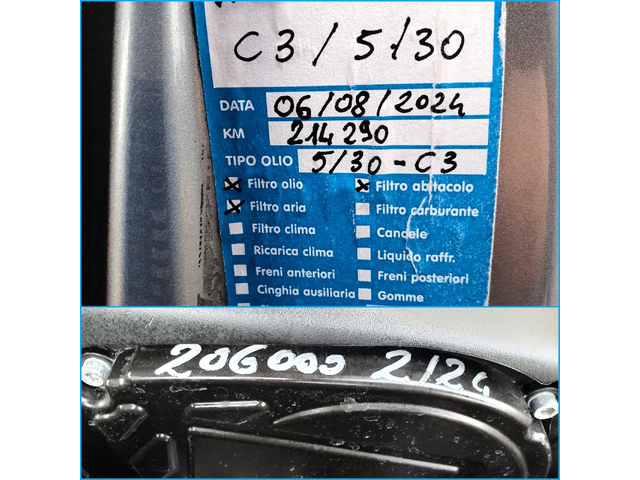 C3/5/30
DATA 06/08/2024
KM 214290
TIPO OLIO 5/30-C3
Filtro olio Filtro abitacolo
Filtro aria Filtro carburante
Filtro clima Candele
Ricarica clima Liquido raffr.
Freni anteriori Freni posteriori
Cinghia ausiliaria Gomme
206000 2/24